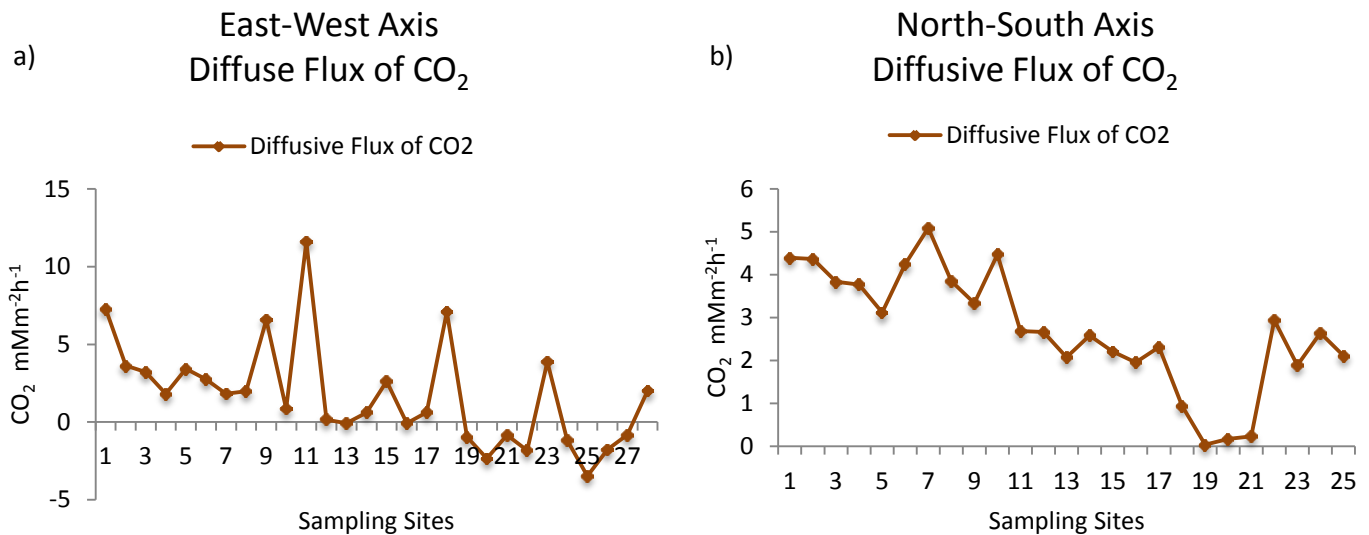 a)
East-West Axis
Diffuse Flux of CO₂
Diffusive Flux of CO2
CO₂ mMm⁻²h⁻¹
15
10
5
0
-5
1 3 5 7 9 11 13 15 17 19 21 23 25 27
Sampling Sites
b)
North-South Axis
Diffusive Flux of CO₂
Diffusive Flux of CO2
CO₂ mMm⁻²h⁻¹
6
5
4
3
2
1
0
1 3 5 7 9 11 13 15 17 19 21 23 25
Sampling Sites